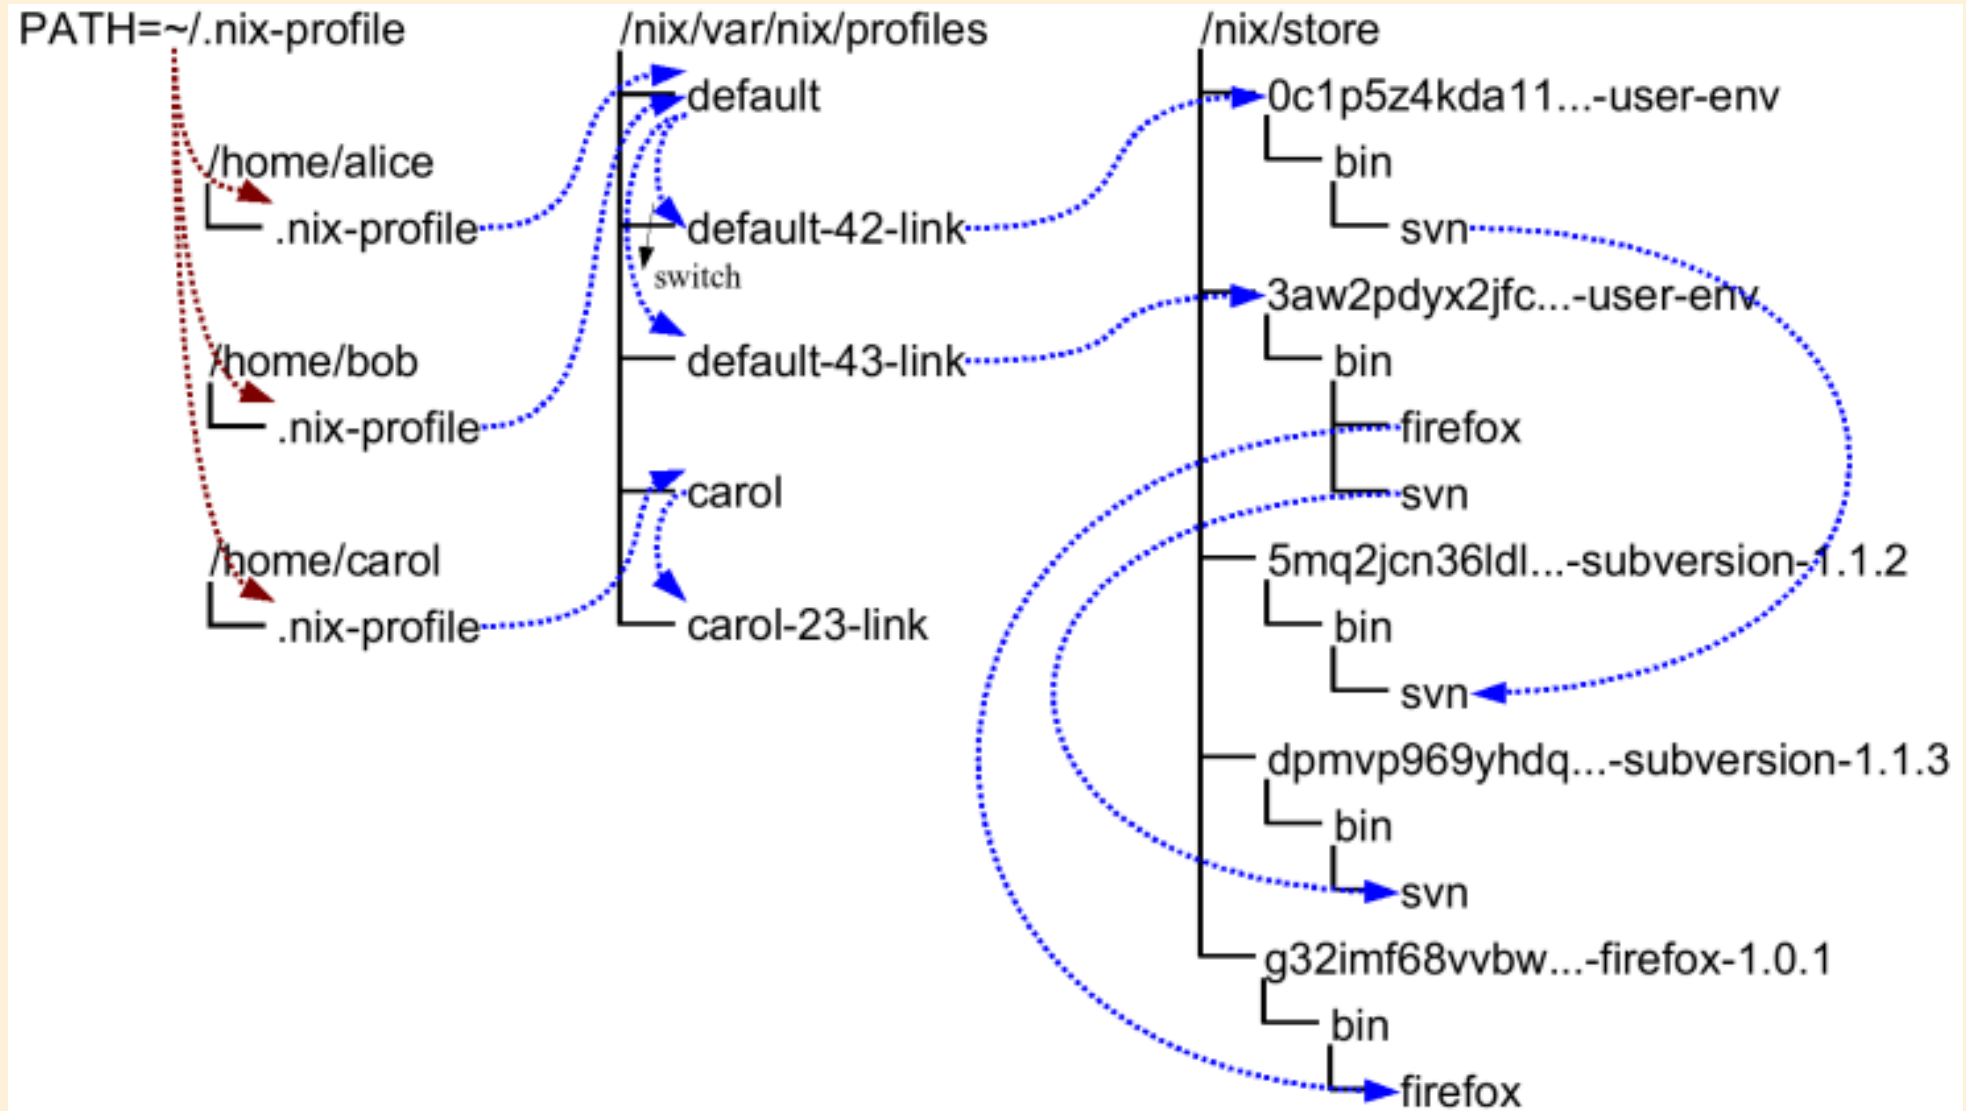 PATH=~/.nix-profile
/home/alice
.nix-profile
/home/bob
.nix-profile
/home/carol
.nix-profile
/nix/var/nix/profiles
default
default-42-link
switch
default-43-link
carol
carol-23-link
/nix/store
0c1p5z4kda11...-user-env
bin
svn
3aw2pdyx2jfc...-user-env
bin
firefox
svn
5mq2jcn36ldl...-subversion-1.1.2
bin
svn
dpmvp969yhdq...-subversion-1.1.3
bin
svn
g32imf68vvbw...-firefox-1.0.1
bin
firefox